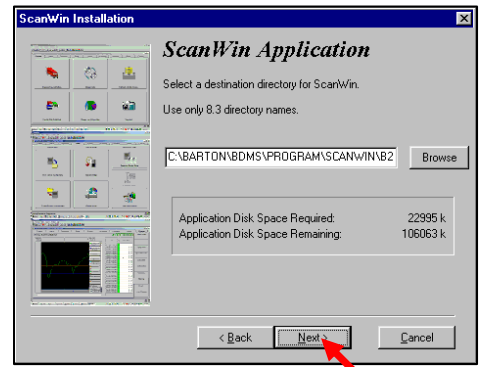 ScanWin Installation
ScanWin Application
Select a destination directory for ScanWin.
Use only 8.3 directory names.
C:\BARTON\BDMS\PROGRAM\SCANWIN\B2
Browse
Application Disk Space Required: 22995 k
Application Disk Space Remaining: 106063 k
< Back
Next >
Cancel